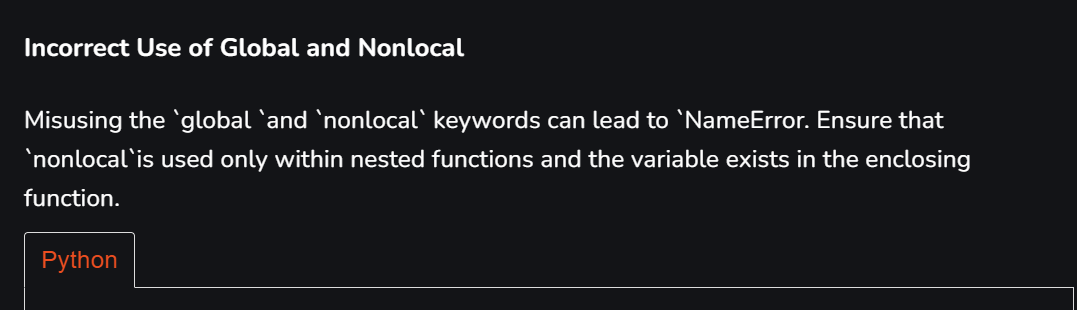 Incorrect Use of Global and Nonlocal
Misusing the `global `and `nonlocal` keywords can lead to `NameError. Ensure that
`nonlocal`is used only within nested functions and the variable exists in the enclosing
function.
Python